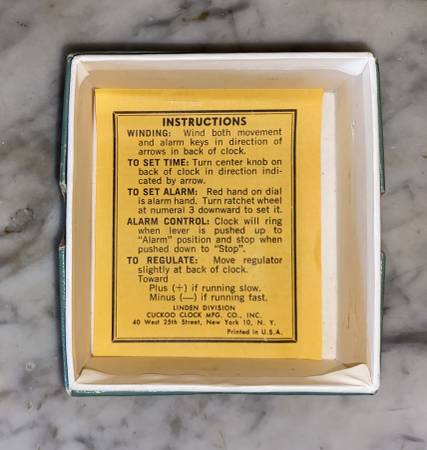 INSTRUCTIONS
WINDING: Wind both movement
and alarm keys in direction of
arrows in back of clock.
TO SET TIME: Turn center knob on
back of clock in direction indi-
cated by arrow.
TO SET ALARM: Red hand on dial
is alarm hand. Turn ratchet wheel
at numeral 3 downward to set it.
ALARM CONTROL: Clock will ring
when lever is pushed up to
"Alarm" position and stop when
pushed down to "Stop".
TO REGULATE: Move regulator
slightly at back of clock.
Toward
Plus (+) if running slow.
Minus (—) if running fast.
LINDEN DIVISION
CUCKOO CLOCK MFG. CO., INC.
40 West 25th Street, New York 10, N. Y.
Printed in U.S.A.